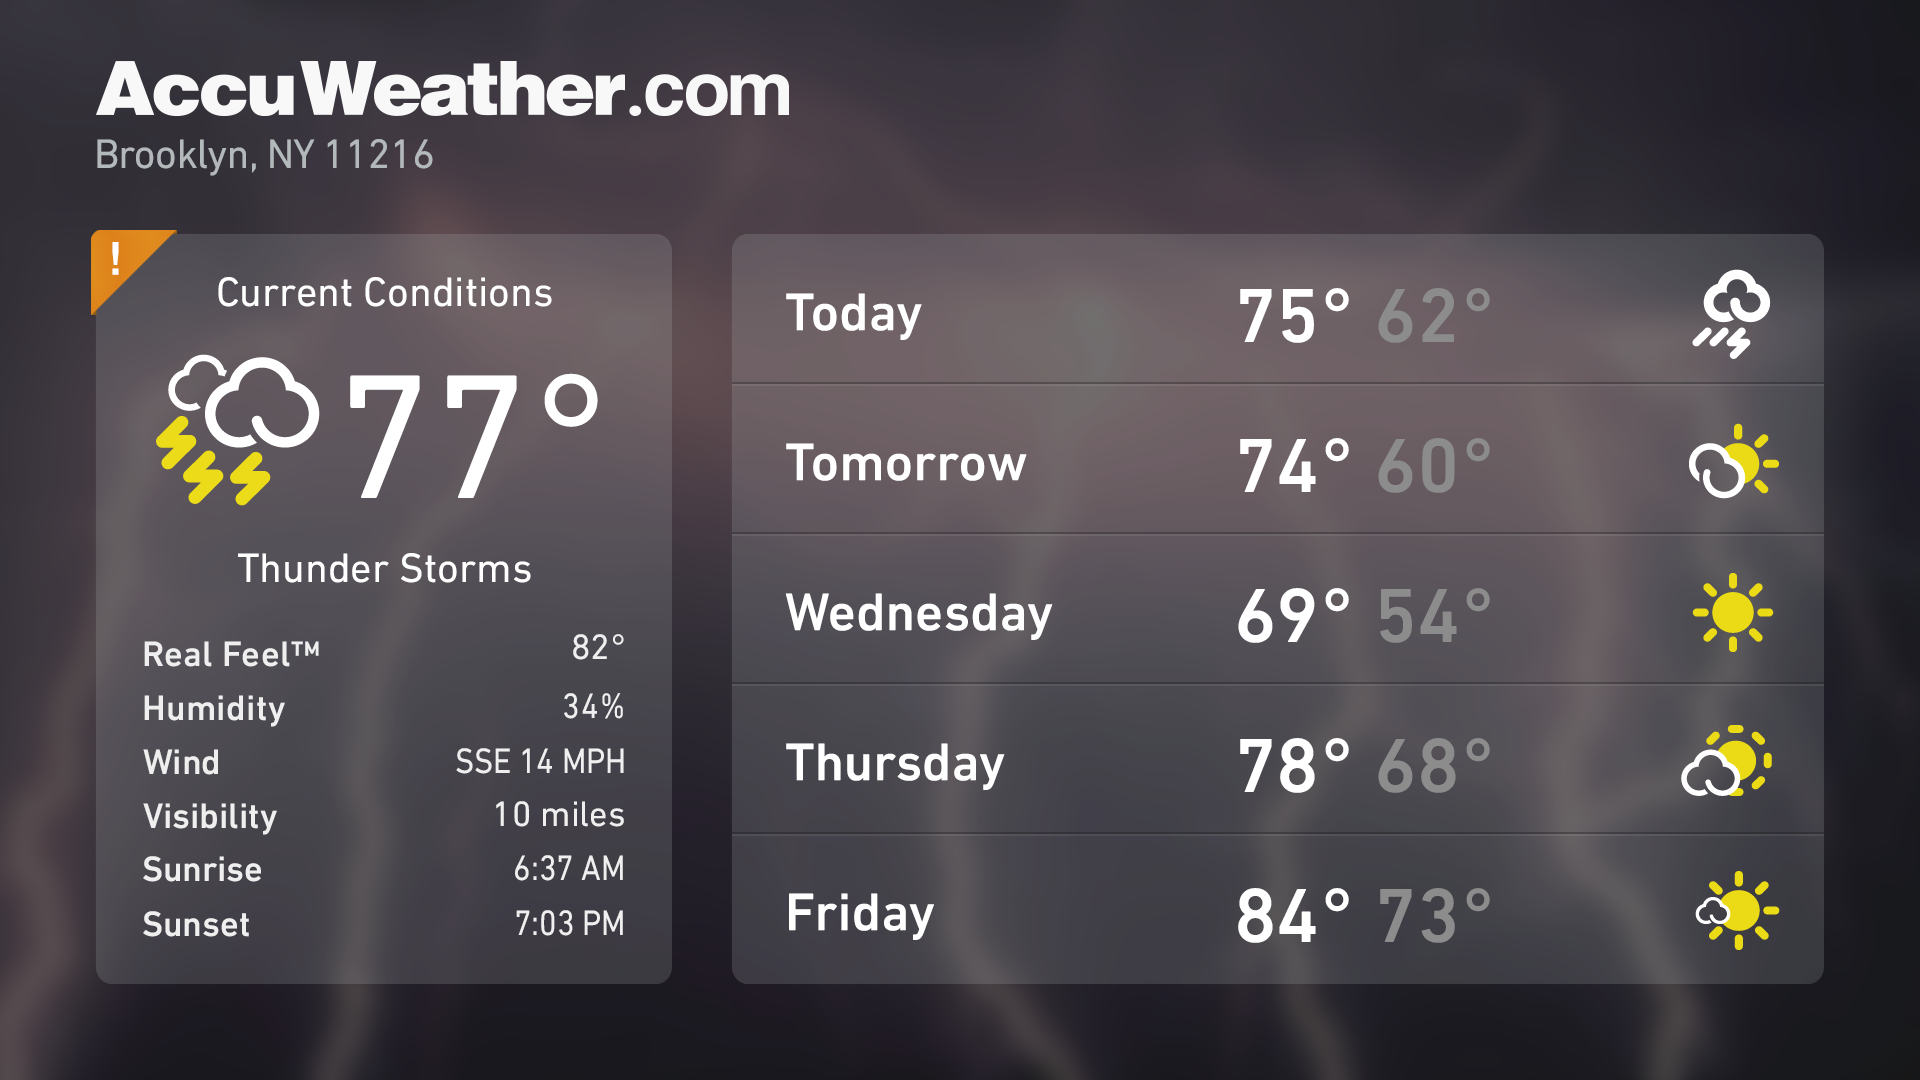 AccuWeather.com
Brooklyn, NY 11216
!
Current Conditions
77°
Thunder Storms
Real Feel™ 82°
Humidity 34%
Wind SSE 14 MPH
Visibility 10 miles
Sunrise 6:37 AM
Sunset 7:03 PM
Today 75° 62°
Tomorrow 74° 60°
Wednesday 69° 54°
Thursday 78° 68°
Friday 84° 73°